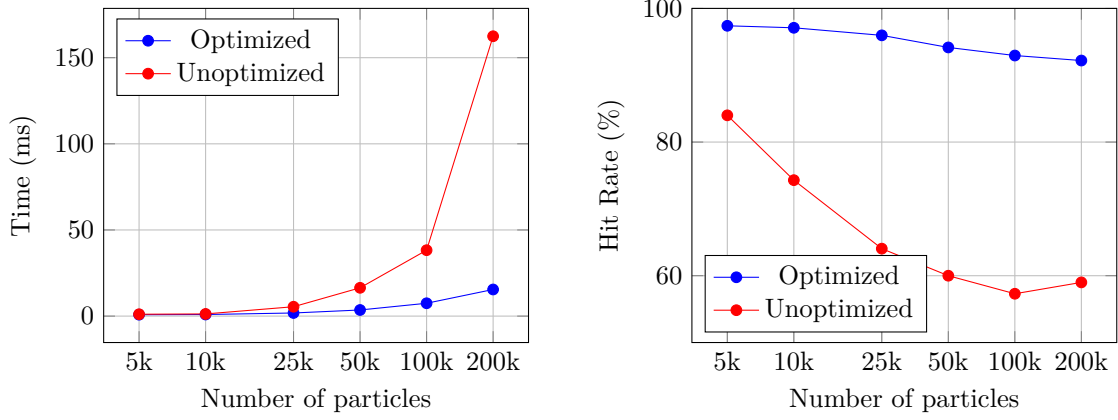 Optimized
Unoptimized
150
100
50
0
Time (ms)
5k 10k 25k 50k 100k 200k
Number of particles
100
80
60
Hit Rate (%)
Optimized
Unoptimized
5k 10k 25k 50k 100k 200k
Number of particles